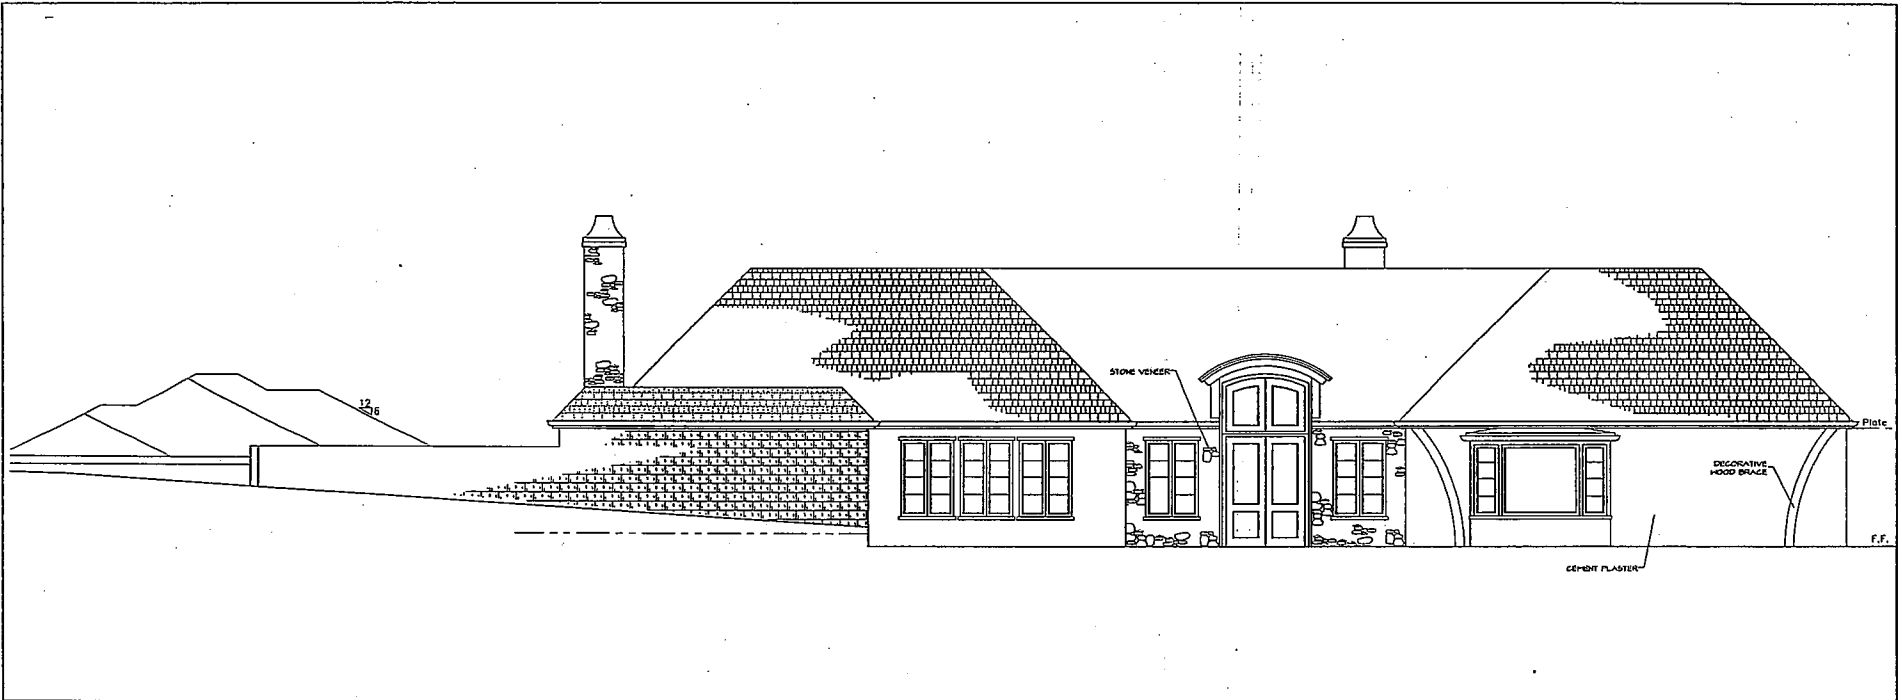 STONE VENEER
12
6
Plate
DECORATIVE
WOOD BRACE
F.F.
CEMENT PLASTER